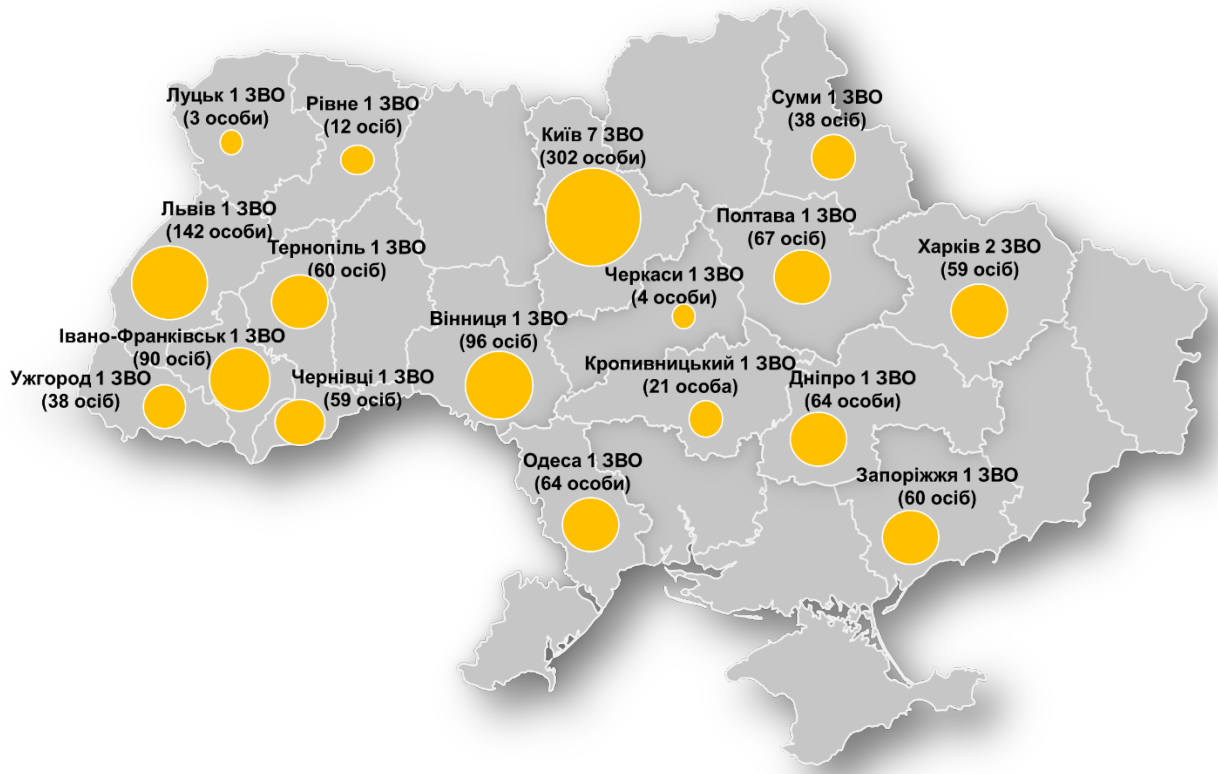 Луцьк 1 ЗВО
(3 особи)
Рівне 1 ЗВО
(12 осіб)
Київ 7 ЗВО
(302 особи)
Суми 1 ЗВО
(38 осіб)
Львів 1 ЗВО
(142 особи)
Тернопіль 1 ЗВО
(60 осіб)
Полтава 1 ЗВО
(67 осіб)
Харків 2 ЗВО
(59 осіб)
Черкаси 1 ЗВО
(4 особи)
Вінниця 1 ЗВО
(96 осіб)
Івано-Франківськ 1 ЗВО
(90 осіб)
Ужгород 1 ЗВО
(38 осіб)
Чернівці 1 ЗВО
(59 осіб)
Кропивницький 1 ЗВО
(21 особа)
Дніпро 1 ЗВО
(64 особи)
Одеса 1 ЗВО
(64 особи)
Запоріжжя 1 ЗВО
(60 осіб)